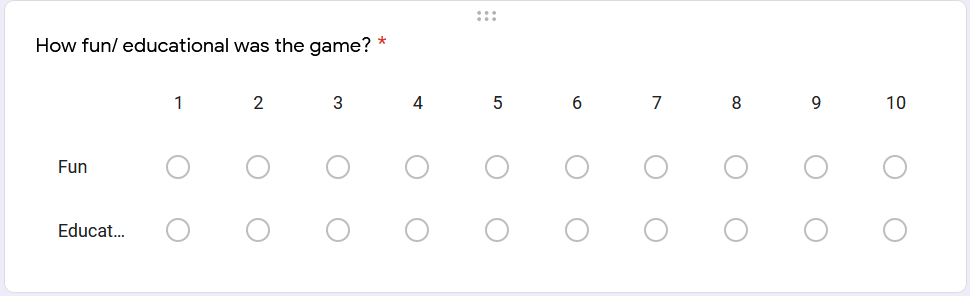 How fun/ educational was the game? *
1 2 3 4 5 6 7 8 9 10
Fun
Educat...